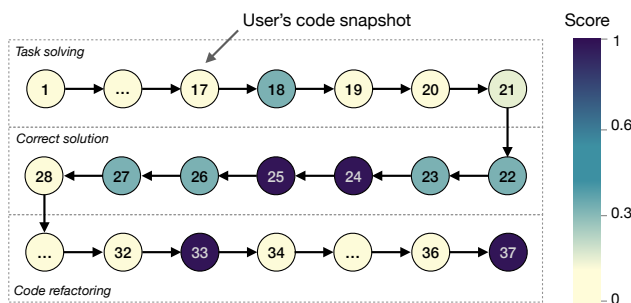 User's code snapshot
Score
Task solving
1 ... 17 18 19 20 21
Correct solution
28 27 26 25 24 23 22
... 32 33 34 ... 36 37
Code refactoring
1
0.6
0.3
0